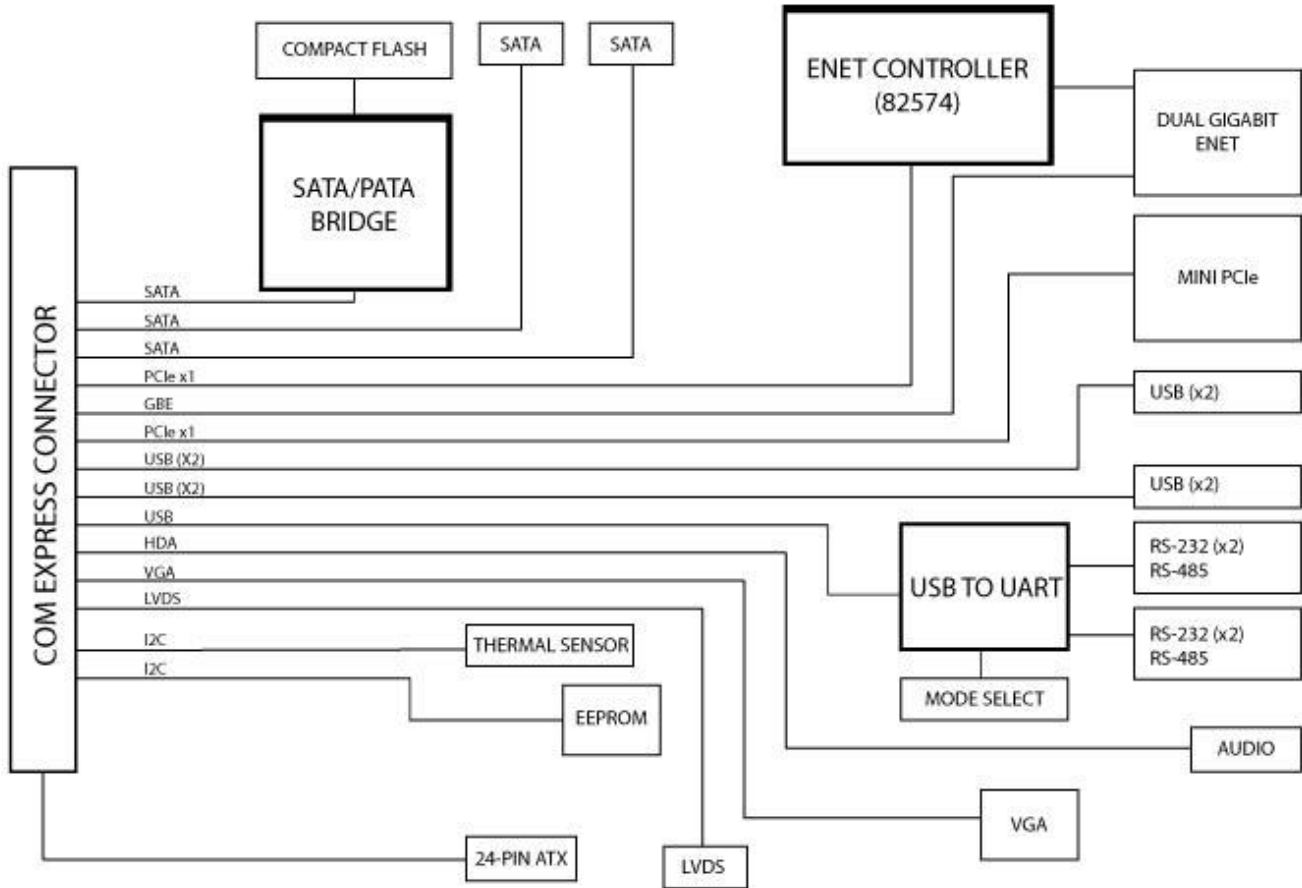 COMPACT FLASH
SATA
SATA
ENET CONTROLLER
(82574)
DUAL GIGABIT
ENET
SATA/PATA
BRIDGE
MINI PCIe
COM EXPRESS CONNECTOR
SATA
SATA
SATA
PCIe x1
GBE
PCIe x1
USB (X2)
USB (X2)
USB
HDA
VGA
LVDS
I2C
I2C
USB (x2)
USB (x2)
USB TO UART
RS-232 (x2)
RS-485
RS-232 (x2)
RS-485
MODE SELECT
THERMAL SENSOR
EEPROM
AUDIO
VGA
24-PIN ATX
LVDS